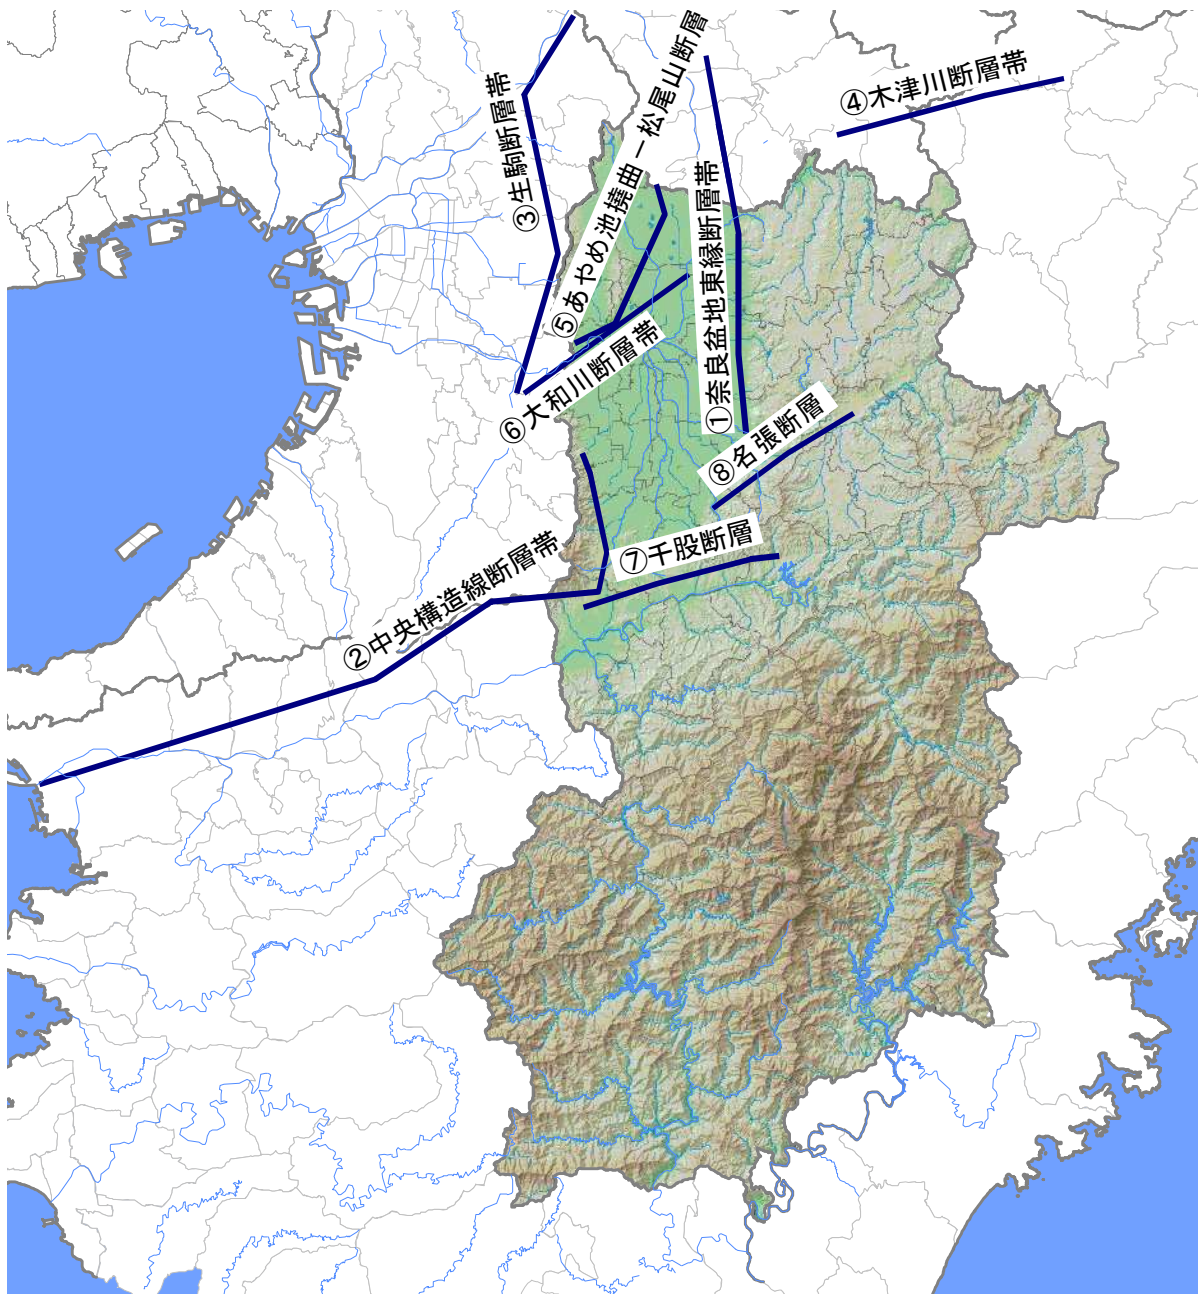 ①奈良盆地東縁断層帯
②中央構造線断層帯
③生駒断層帯
④木津川断層帯
⑤あやめ池撓曲ー松尾山断層
⑥大和川断層帯
⑦千股断層
⑧名張断層